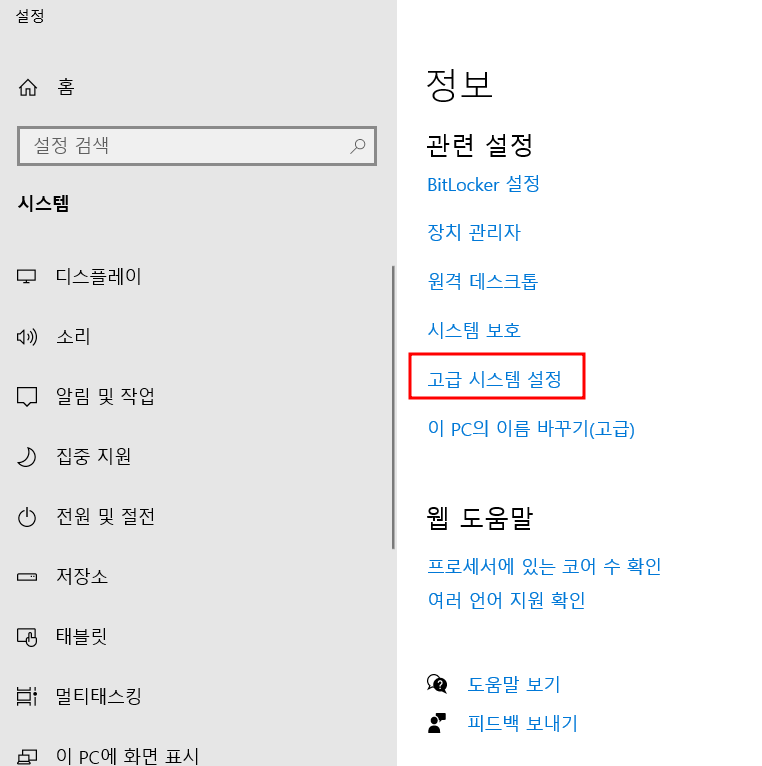 설정
홈
설정 검색
시스템
디스플레이
소리
알림 및 작업
집중 지원
전원 및 절전
저장소
태블릿
멀티태스킹
이 PC에 화면 표시
정보
관련 설정
BitLocker 설정
장치 관리자
원격 데스크톱
시스템 보호
고급 시스템 설정
이 PC의 이름 바꾸기(고급)
웹 도움말
프로세서에 있는 코어 수 확인
여러 언어 지원 확인
도움말 보기
피드백 보내기